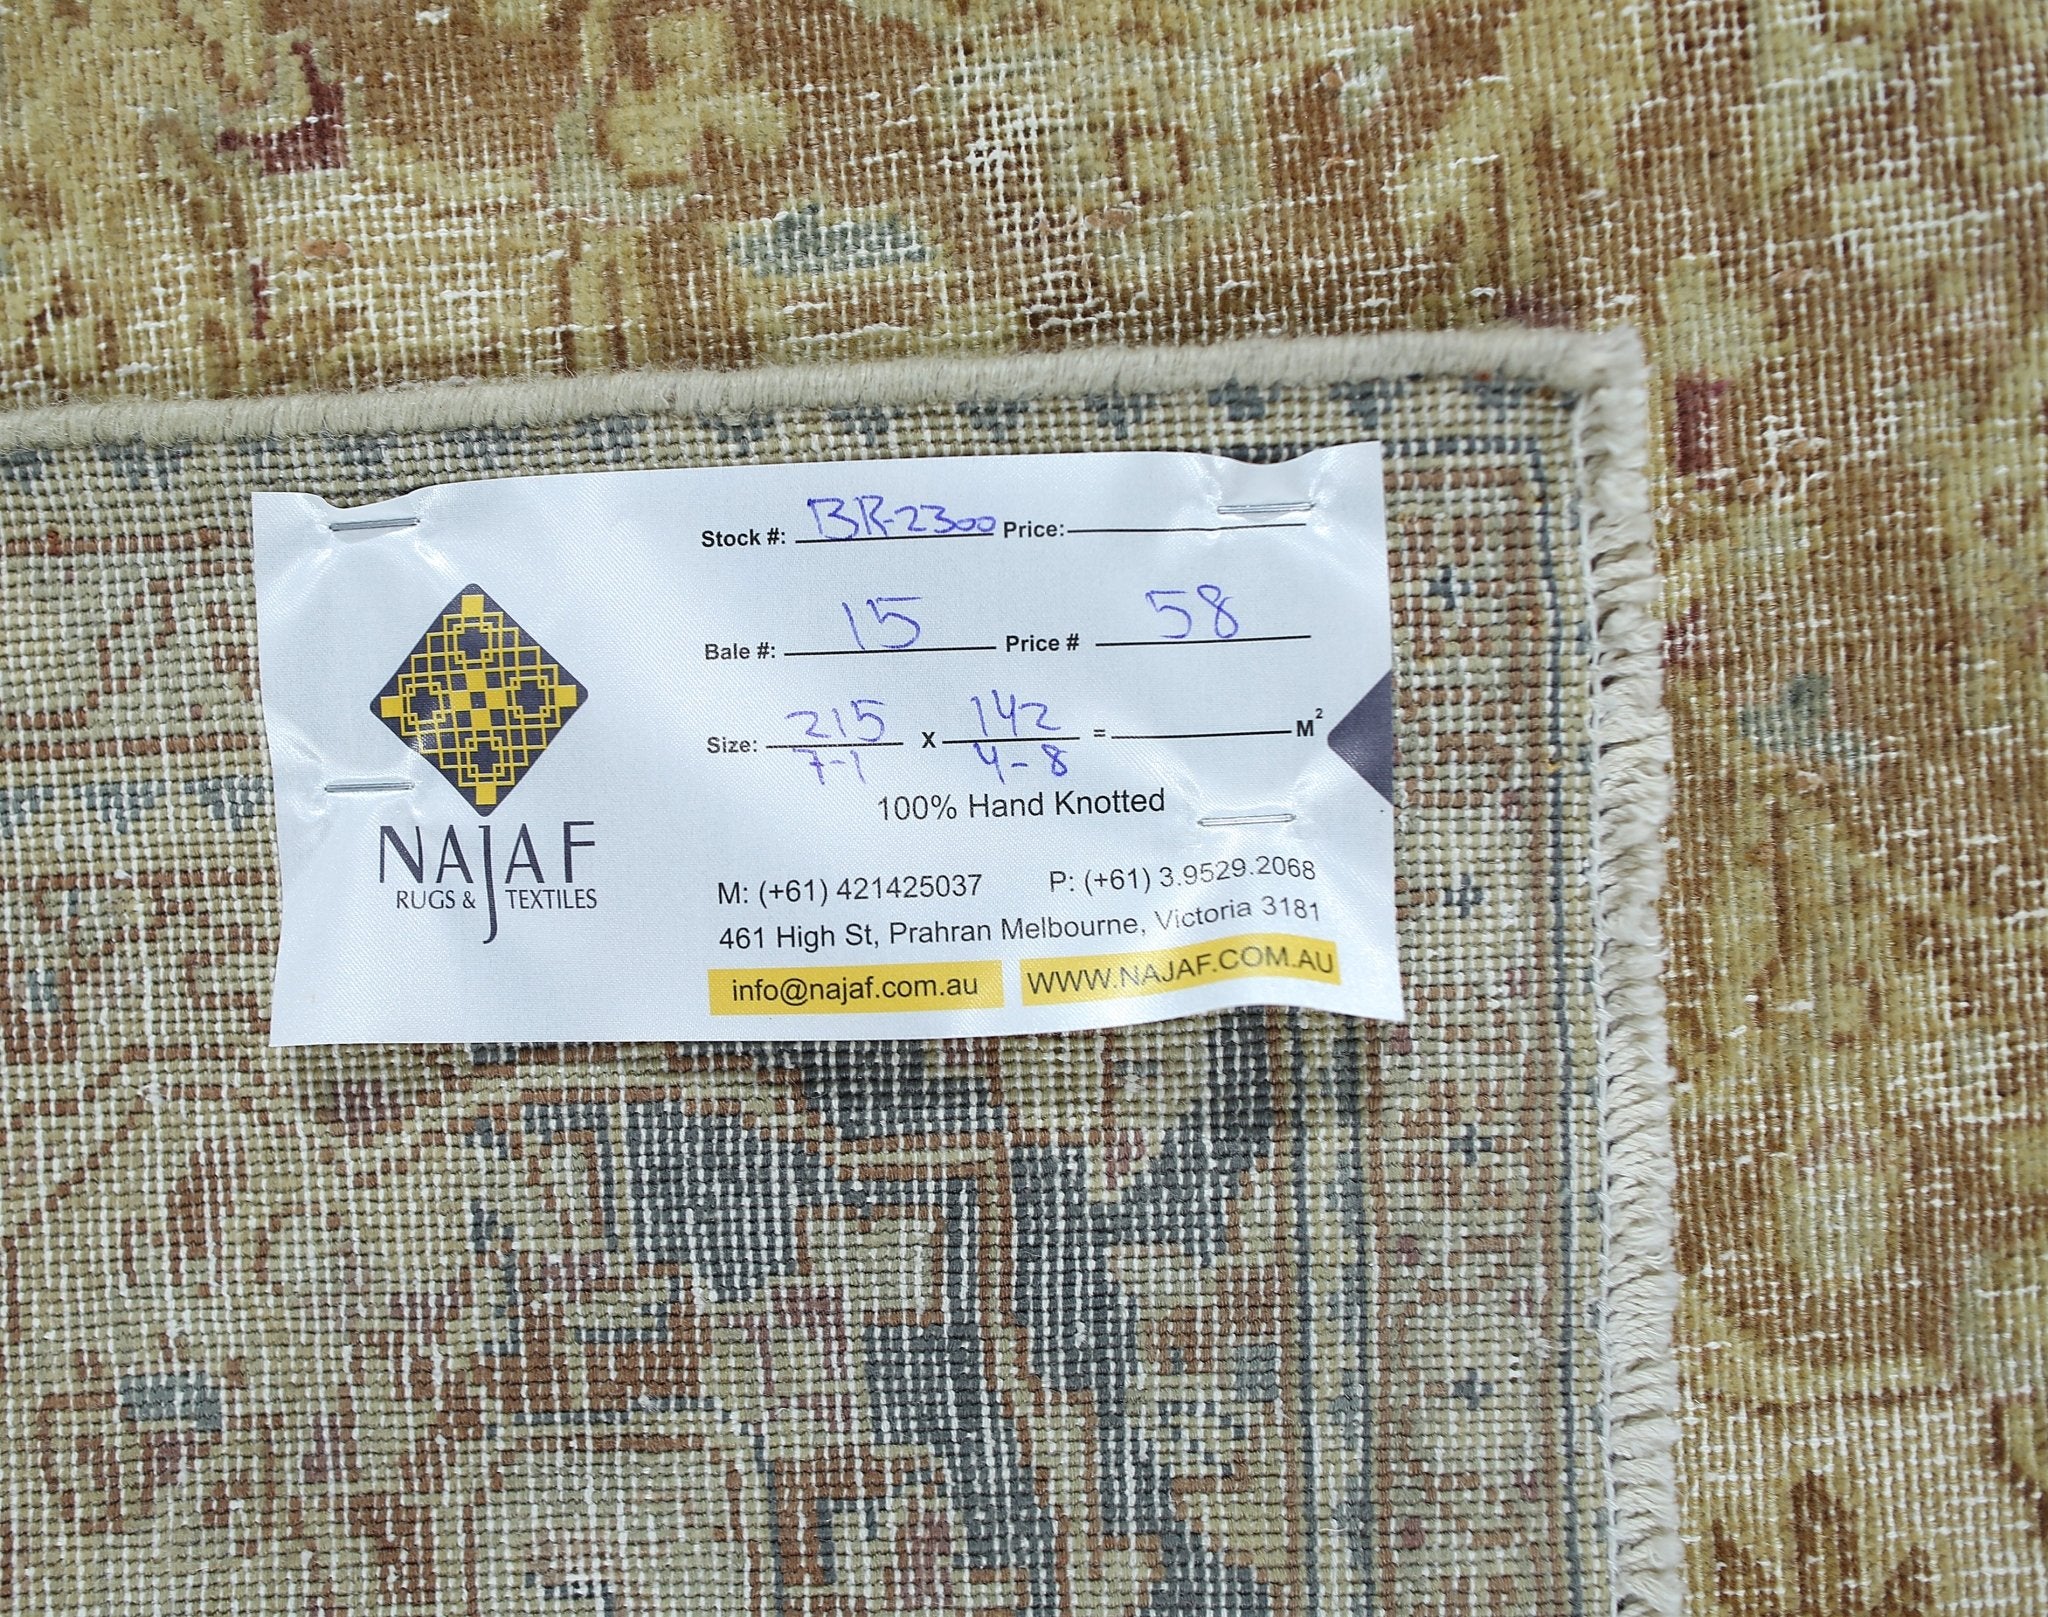 NAJAF
RUGS & TEXTILES
Stock #: BR-2300 Price:
Bale #: 15 Price # 58
Size: 215 x 142 = M²
7-1 4-8
100% Hand Knotted
M: (+61) 421425037 P: (+61) 3.9529.2068
461 High St, Prahran Melbourne, Victoria 3181
info@najaf.com.au WWW.NAJAF.COM.AU